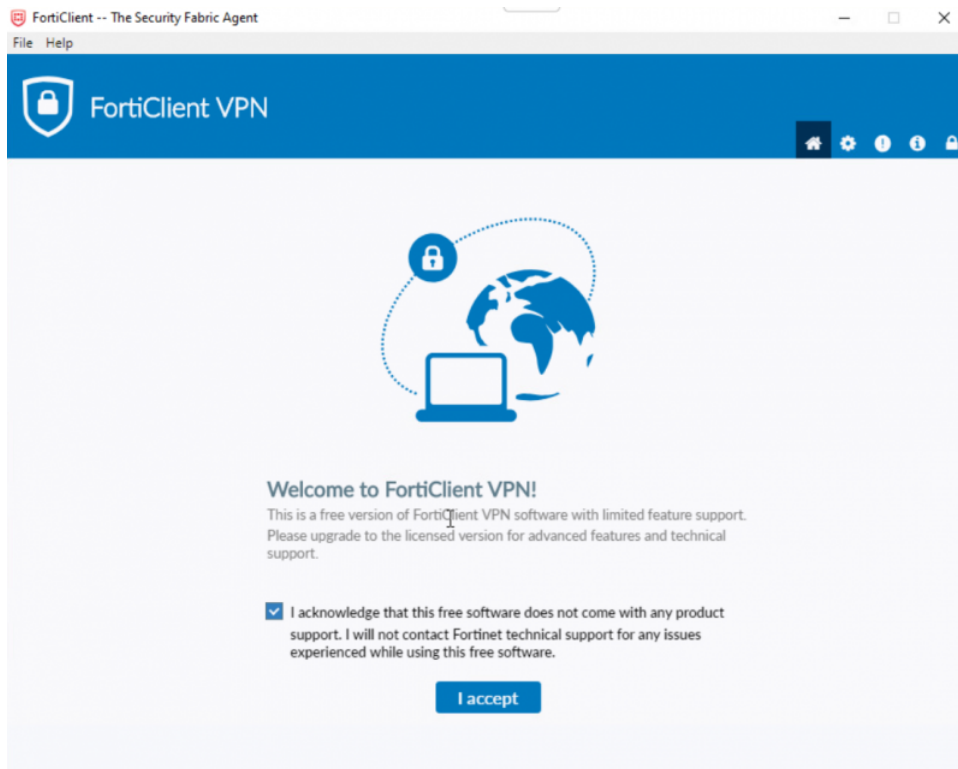 FortiClient -- The Security Fabric Agent
File Help
FortiClient VPN
Welcome to FortiClient VPN!
This is a free version of FortiClient VPN software with limited feature support.
Please upgrade to the licensed version for advanced features and technical
support.
I acknowledge that this free software does not come with any product
support. I will not contact Fortinet technical support for any issues
experienced while using this free software.
I accept